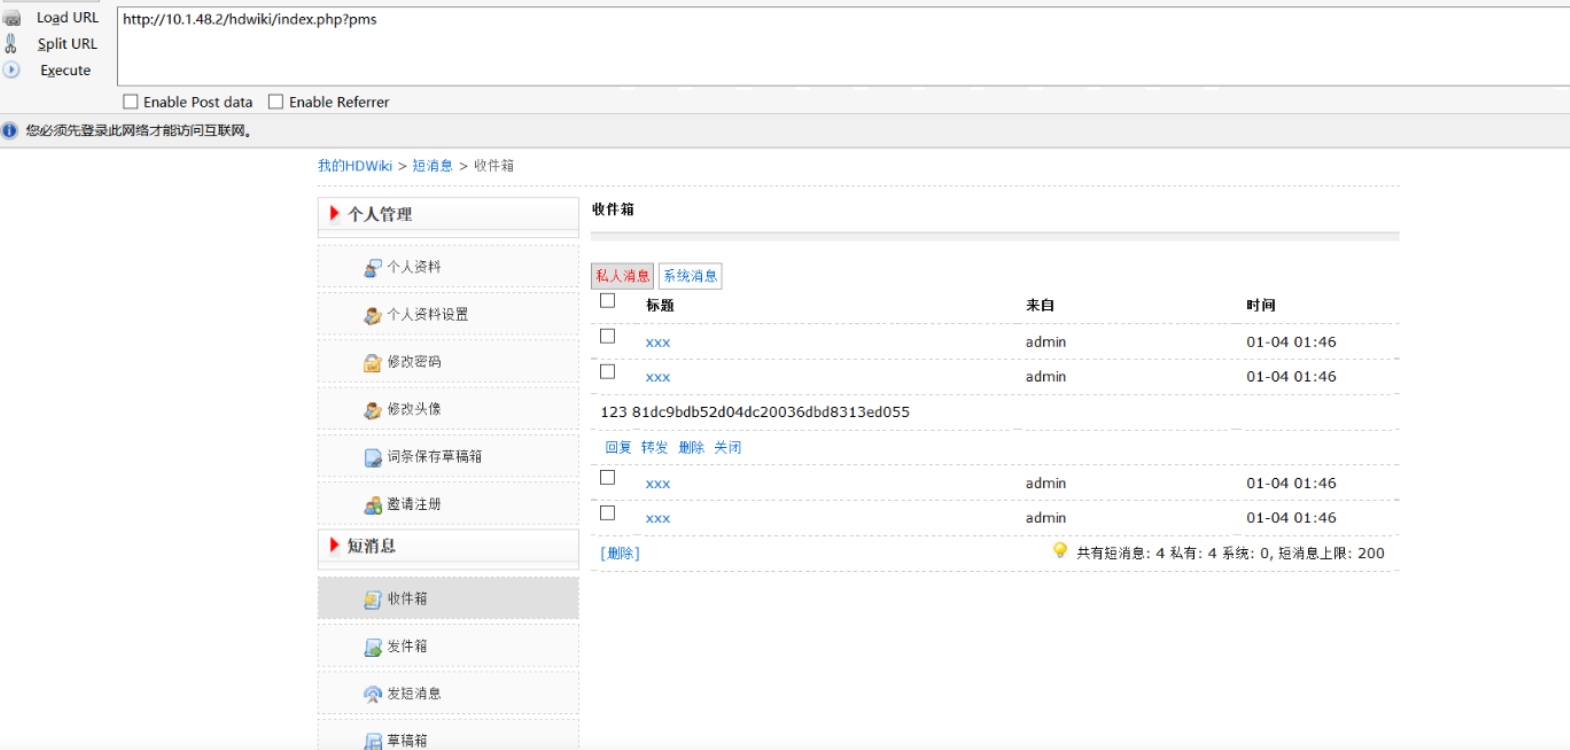 Load URL
http://10.1.48.2/hdwiki/index.php?pms
Split URL
Execute
Enable Post data Enable Referrer
您必须先登录此网络才能访问互联网。
我的HDWiki > 短消息 > 收件箱
个人管理
个人资料
个人资料设置
修改密码
修改头像
词条保存草稿箱
邀请注册
短消息
收件箱
发件箱
发短消息
草稿箱
收件箱
私人消息 系统消息
标题 来自 时间
xxx admin 01-04 01:46
xxx admin 01-04 01:46
123 81dc9bdb52d04dc20036dbd8313ed055
回复 转发 删除 关闭
xxx admin 01-04 01:46
xxx admin 01-04 01:46
[删除] 共有短消息: 4 私有: 4 系统: 0, 短消息上限: 200